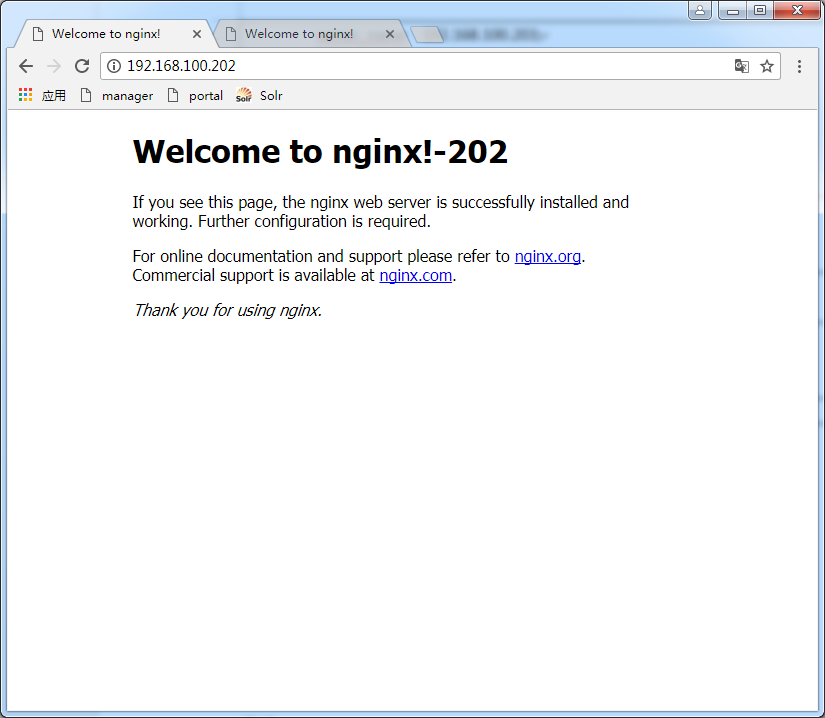 Welcome to nginx!
Welcome to nginx!
192.168.100.202
应用
manager
portal
Solr
Solr
Welcome to nginx!-202
If you see this page, the nginx web server is successfully installed and
working. Further configuration is required.
For online documentation and support please refer to nginx.org.
Commercial support is available at nginx.com.
Thank you for using nginx.